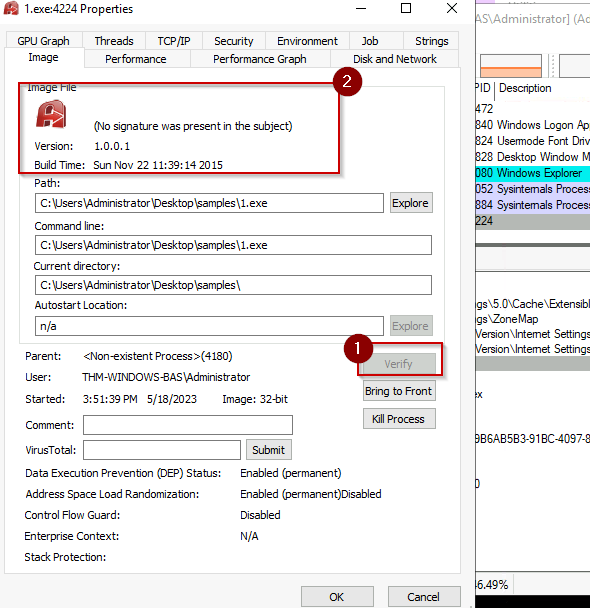 1.exe:4224 Properties
GPU Graph Threads TCP/IP Security Environment Job Strings
Image Performance Performance Graph Disk and Network
2
Image File
(No signature was present in the subject)
Version: 1.0.0.1
Build Time: Sun Nov 22 11:39:14 2015
Path:
C:\Users\Administrator\Desktop\samples\1.exe Explore
Command line:
C:\Users\Administrator\Desktop\samples\1.exe
Current directory:
C:\Users\Administrator\Desktop\samples\
Autostart Location:
n/a Explore
1
Parent: <Non-existent Process>(4180) Verify
User: THM-WINDOWS-BAS\Administrator
Started: 3:51:39 PM 5/18/2023 Image: 32-bit Bring to Front
Comment: Kill Process
VirusTotal: Submit
Data Execution Prevention (DEP) Status: Enabled (permanent)
Address Space Load Randomization: Enabled (permanent)Disabled
Control Flow Guard: Disabled
Enterprise Context: N/A
Stack Protection:
OK Cancel
BAS\Administrator] (Ad
PID Description
472
840 Windows Logon App
824 Usermode Font Driv
828 Desktop Window M
080 Windows Explorer
052 Sysinternals Process
884 Sysinternals Process
224
gs\5.0\Cache\Extensibl
gs\ZoneMap
Version\Internet Settings
Version\Internet Settings
ex
9B6AB5B3-91BC-4097-8
0
6.49%